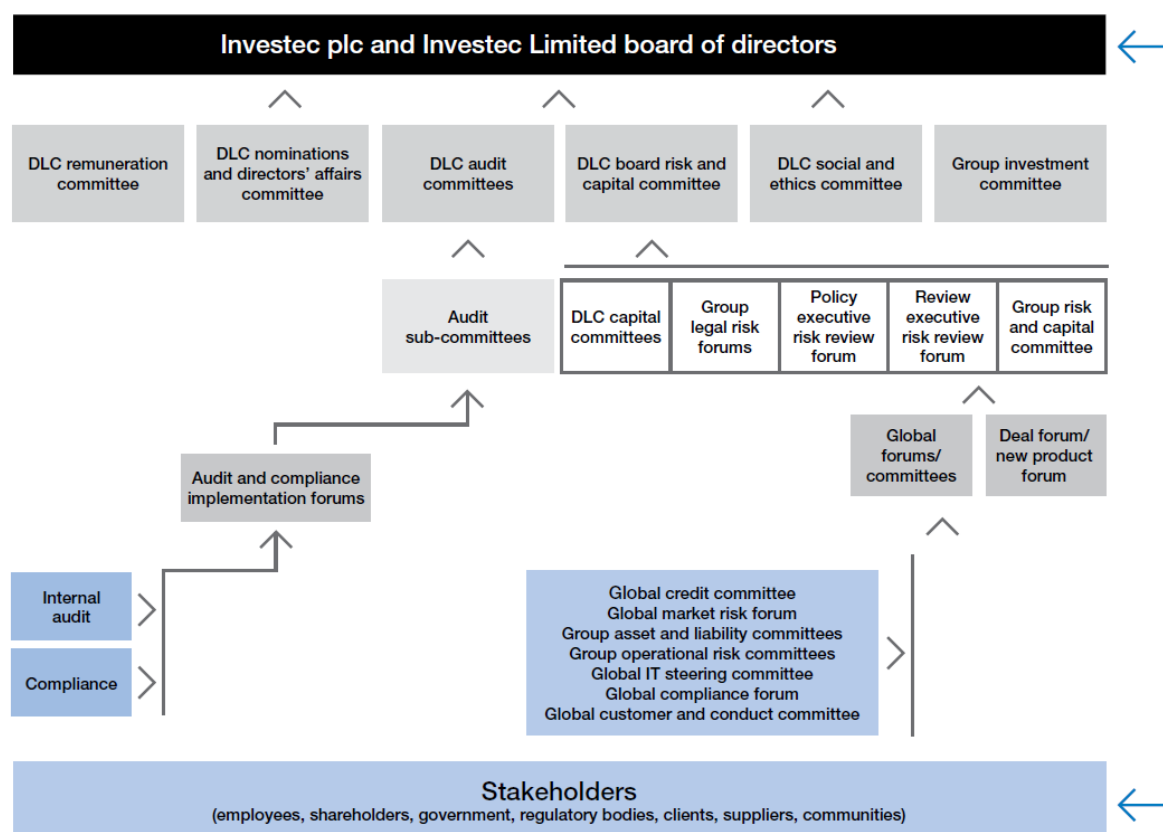 Investec plc and Investec Limited board of directors
DLC remuneration
committee
DLC nominations
and directors' affairs
committee
DLC audit
committees
DLC board risk and
capital committee
DLC social and
ethics committee
Group investment
committee
Audit
sub-committees
DLC capital
committees
Group
legal risk
forums
Policy
executive
risk review
forum
Review
executive
risk review
forum
Group risk
and capital
committee
Global
forums/
committees
Deal forum/
new product
forum
Audit and compliance
implementation forums
Internal
audit
Compliance
Global credit committee
Global market risk forum
Group asset and liability committees
Group operational risk committees
Global IT steering committee
Global compliance forum
Global customer and conduct committee
Stakeholders
(employees, shareholders, government, regulatory bodies, clients, suppliers, communities)